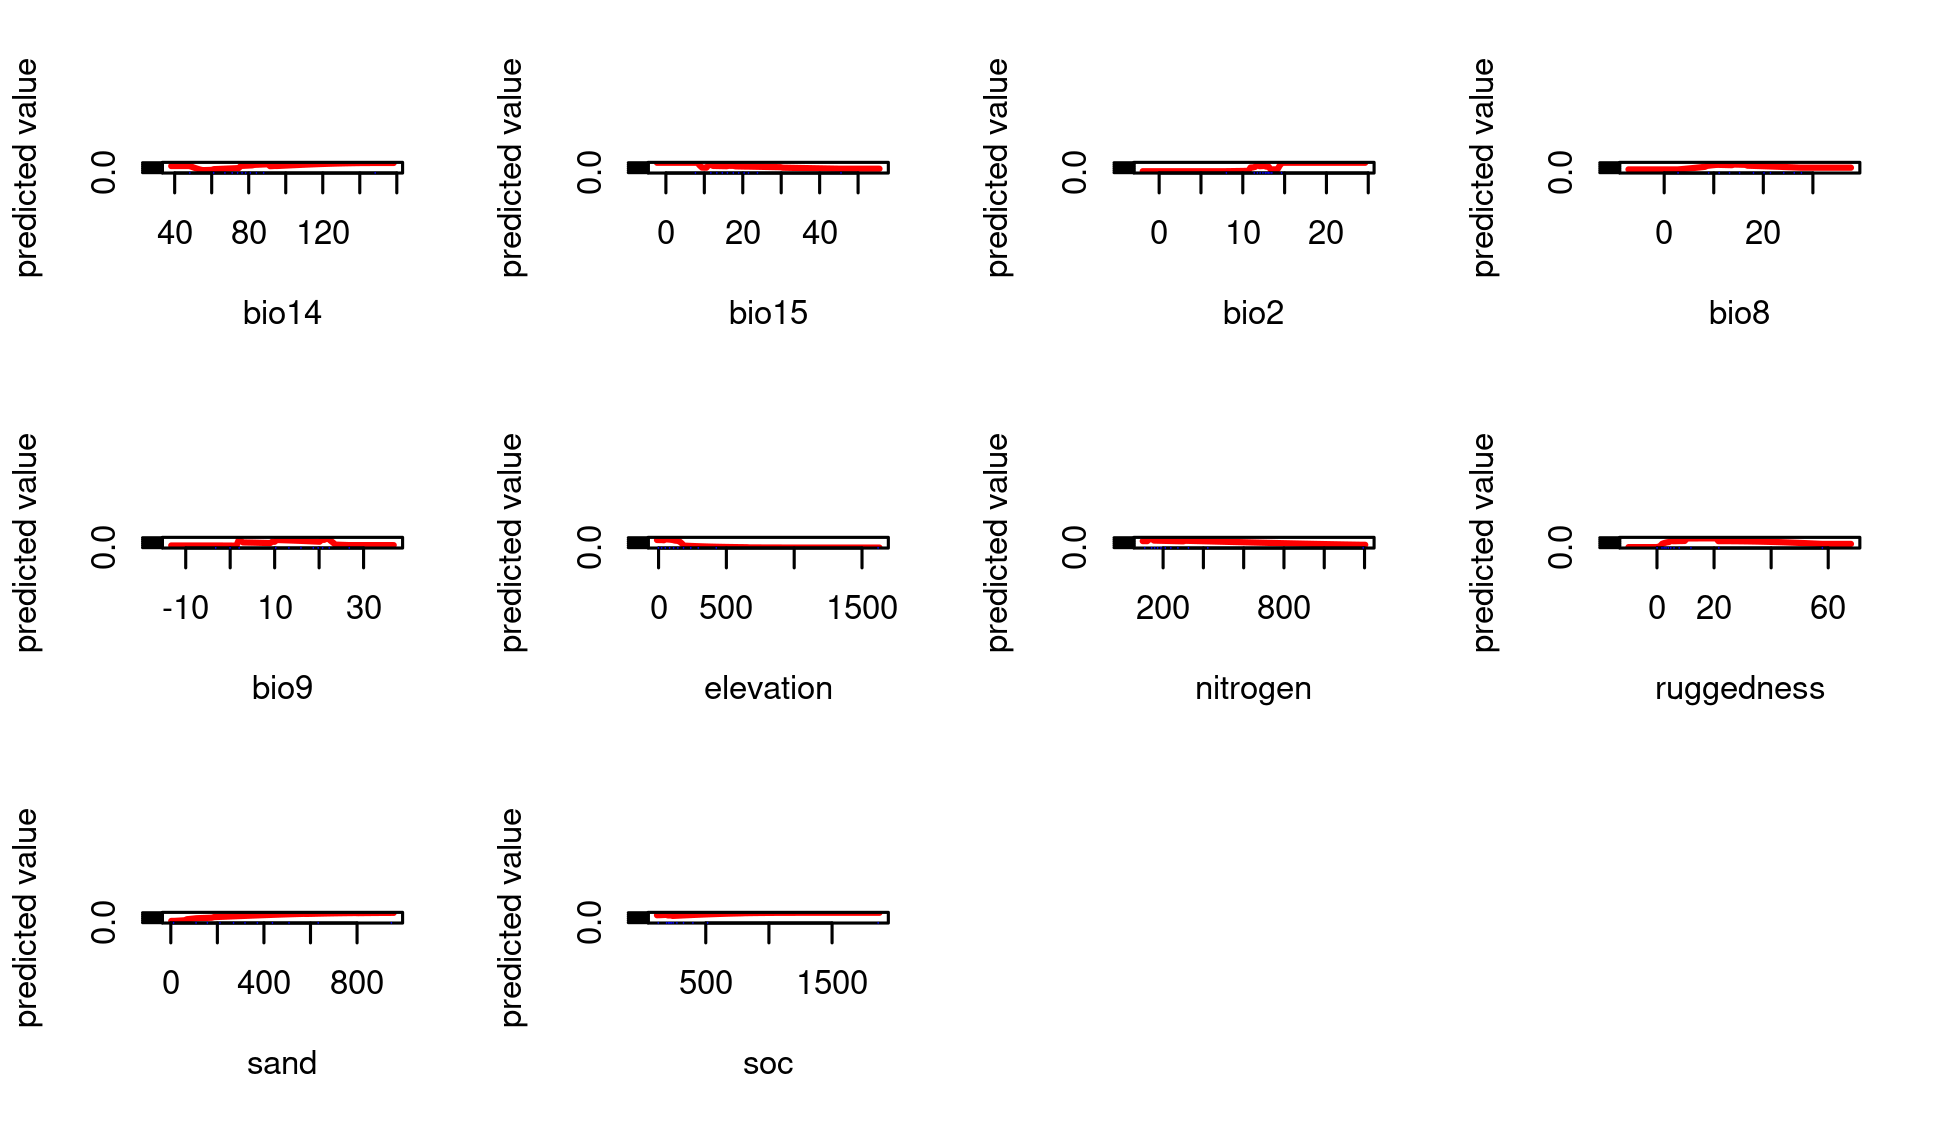 predicted value
0.0
40 80 120
bio14
predicted value
0.0
0 20 40
bio15
predicted value
0.0
0 10 20
bio2
predicted value
0.0
0 20
bio8
predicted value
0.0
-10 10 30
bio9
predicted value
0.0
0 500 1500
elevation
predicted value
0.0
200 800
nitrogen
predicted value
0.0
0 20 60
ruggedness
predicted value
0.0
0 400 800
sand
predicted value
0.0
500 1500
soc